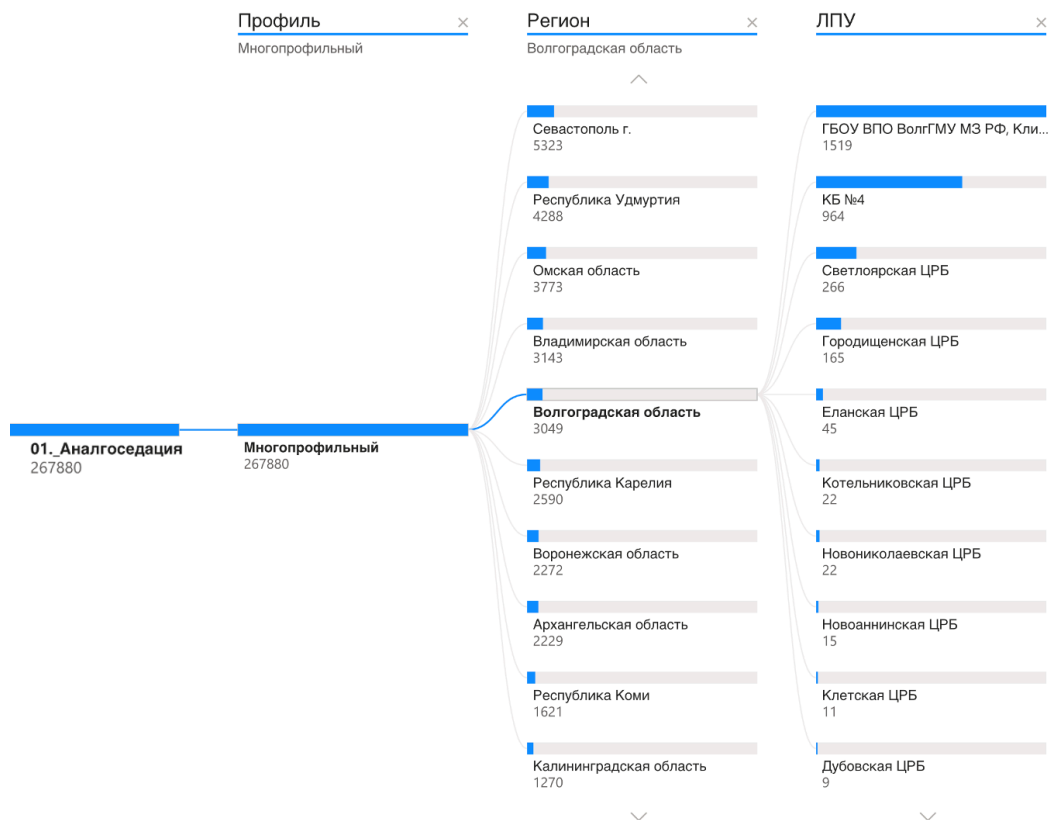 Профиль
Многопрофильный
Регион
Волгоградская область
ЛПУ
01._Аналгоседация
267880
Многопрофильный
267880
Севастополь г.
5323
Республика Удмуртия
4288
Омская область
3773
Владимирская область
3143
Волгоградская область
3049
Республика Карелия
2590
Воронежская область
2272
Архангельская область
2229
Республика Коми
1621
Калининградская область
1270
ГБОУ ВПО ВолгГМУ МЗ РФ, Кли...
1519
КБ №4
964
Светлоярская ЦРБ
266
Городищенская ЦРБ
165
Еланская ЦРБ
45
Котельниковская ЦРБ
22
Новониколаевская ЦРБ
22
Новоаннинская ЦРБ
15
Клетская ЦРБ
11
Дубовская ЦРБ
9